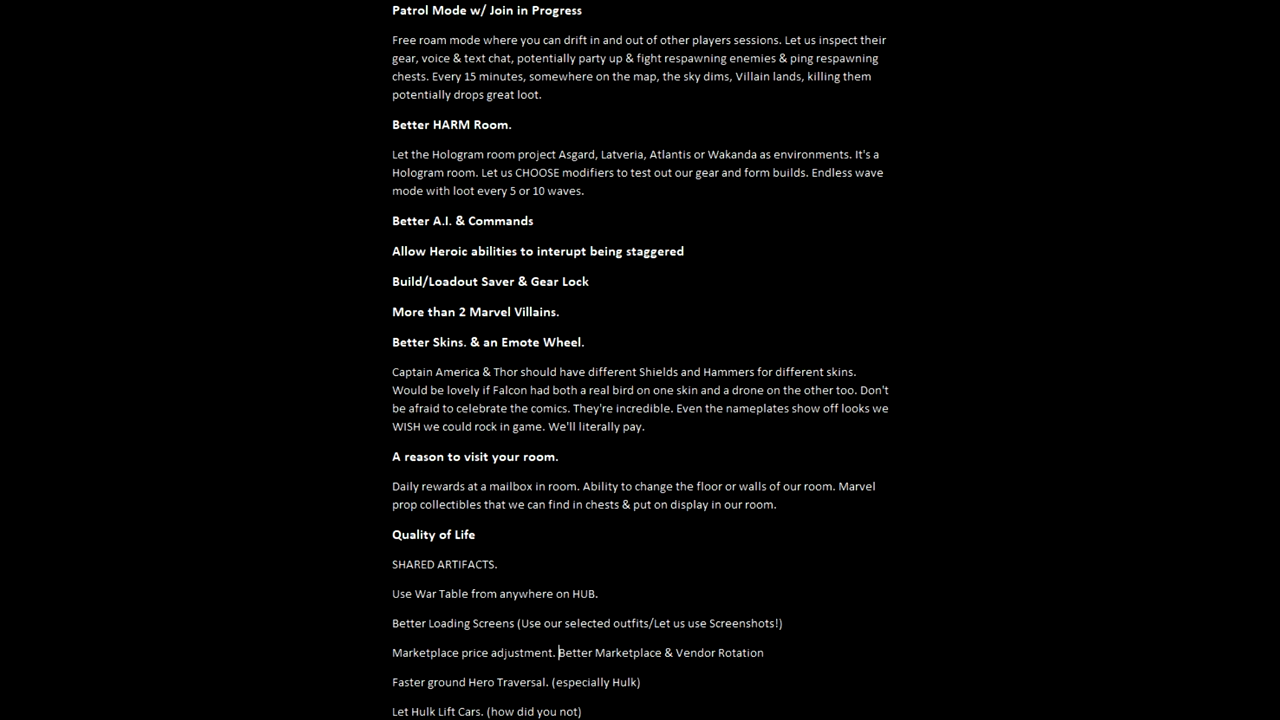 Patrol Mode w/ Join in Progress
Free roam mode where you can drift in and out of other players sessions. Let us inspect their
gear, voice & text chat, potentially party up & fight respawning enemies & ping respawning
chests. Every 15 minutes, somewhere on the map, the sky dims, Villain lands, killing them
potentially drops great loot.
Better HARM Room.
Let the Hologram room project Asgard, Latveria, Atlantis or Wakanda as environments. It's a
Hologram room. Let us CHOOSE modifiers to test out our gear and form builds. Endless wave
mode with loot every 5 or 10 waves.
Better A.I. & Commands
Allow Heroic abilities to interupt being staggered
Build/Loadout Saver & Gear Lock
More than 2 Marvel Villains.
Better Skins. & an Emote Wheel.
Captain America & Thor should have different Shields and Hammers for different skins.
Would be lovely if Falcon had both a real bird on one skin and a drone on the other too. Don't
be afraid to celebrate the comics. They're incredible. Even the nameplates show off looks we
WISH we could rock in game. We'll literally pay.
A reason to visit your room.
Daily rewards at a mailbox in room. Ability to change the floor or walls of our room. Marvel
prop collectibles that we can find in chests & put on display in our room.
Quality of Life
SHARED ARTIFACTS.
Use War Table from anywhere on HUB.
Better Loading Screens (Use our selected outfits/Let us use Screenshots!)
Marketplace price adjustment. Better Marketplace & Vendor Rotation
Faster ground Hero Traversal. (especially Hulk)
Let Hulk Lift Cars. (how did you not)